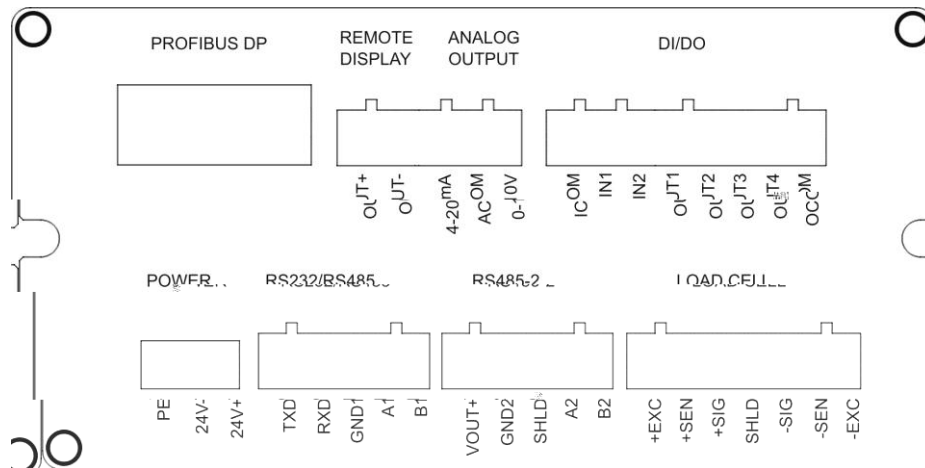 PROFIBUS DP
REMOTE DISPLAY
ANALOG OUTPUT
DI/DO
OUT+
OUT-
4-20mA
ACOM
0-10V
ICOM
IN1
IN2
OUT1
OUT2
OUT3
OUT4
OCOM
POWER
RS232/RS485
RS485-2
LOAD CELL
PE
24V-
24V+
TXD
RXD
GND1
A1
B1
VOUT+
GND2
SHLD
A2
B2
+EXC
+SEN
+SIG
SHLD
-SIG
-SEN
-EXC